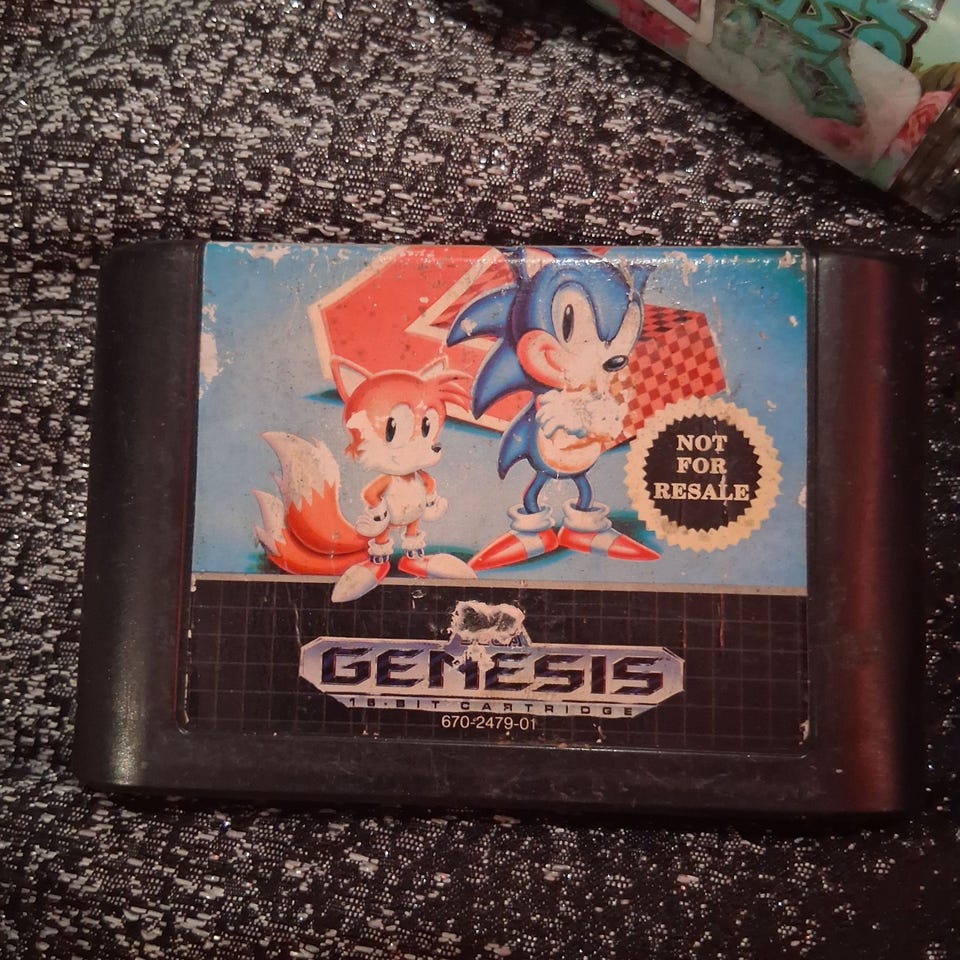 NOT
FOR
RESALE
GENESIS
16-BIT CARTRIDGE
670-2479-01